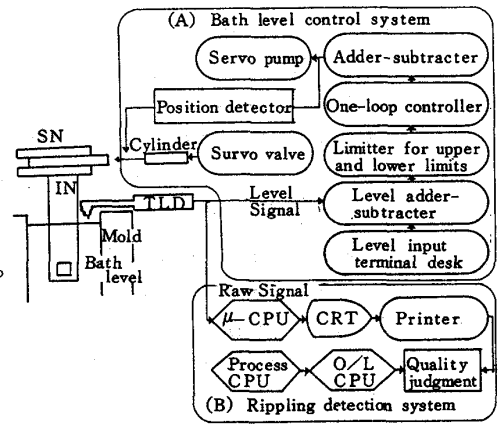 (A) Bath level control system
Servo pump
Adder-subtracter
Position detector
One-loop controller
SN
Cylinder
Survo valve
Limitter for upper
and lower limits
IN
TLD
Level
Signal
Level adder-
subtracter
Mold
Bath
level
Level input
terminal desk
Raw Signal
μ-CPU
CRT
Printer
Process
CPU
O/L
CPU
Quality
judgment
(B) Rippling detection system